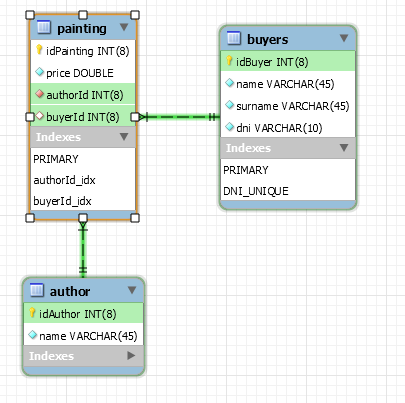 painting
idPainting INT(8)
price DOUBLE
authorId INT(8)
buyerId INT(8)
Indexes
PRIMARY
authorId_idx
buyerId_idx
buyers
idBuyer INT(8)
name VARCHAR(45)
surname VARCHAR(45)
dni VARCHAR(10)
Indexes
PRIMARY
DNI_UNIQUE
author
idAuthor INT(8)
name VARCHAR(45)
Indexes